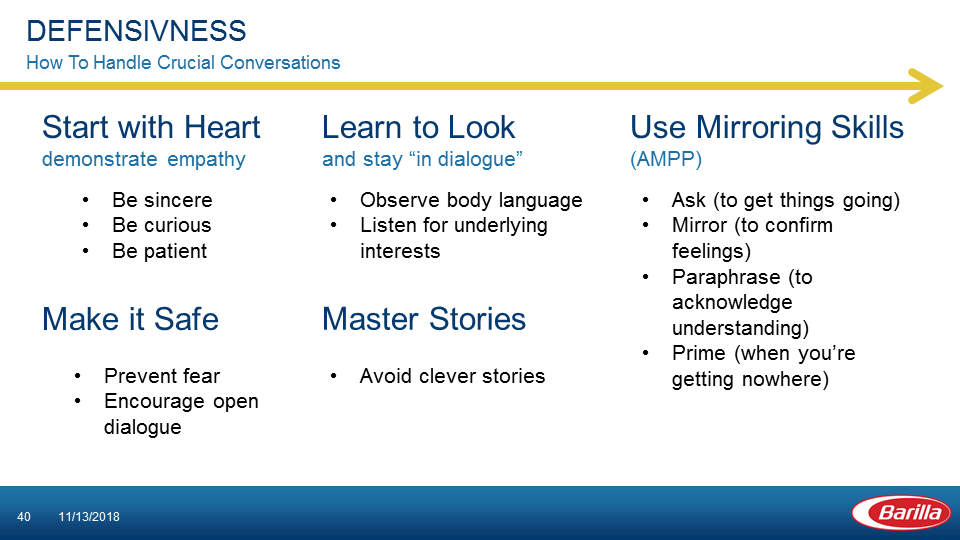 DEFENSIVNESS
How To Handle Crucial Conversations
Start with Heart
demonstrate empathy
• Be sincere
• Be curious
• Be patient
Make it Safe
• Prevent fear
• Encourage open
dialogue
Learn to Look
and stay “in dialogue”
• Observe body language
• Listen for underlying
interests
Master Stories
• Avoid clever stories
Use Mirroring Skills
(AMPP)
• Ask (to get things going)
• Mirror (to confirm
feelings)
• Paraphrase (to
acknowledge
understanding)
• Prime (when you’re
getting nowhere)
40 11/13/2018
Barilla